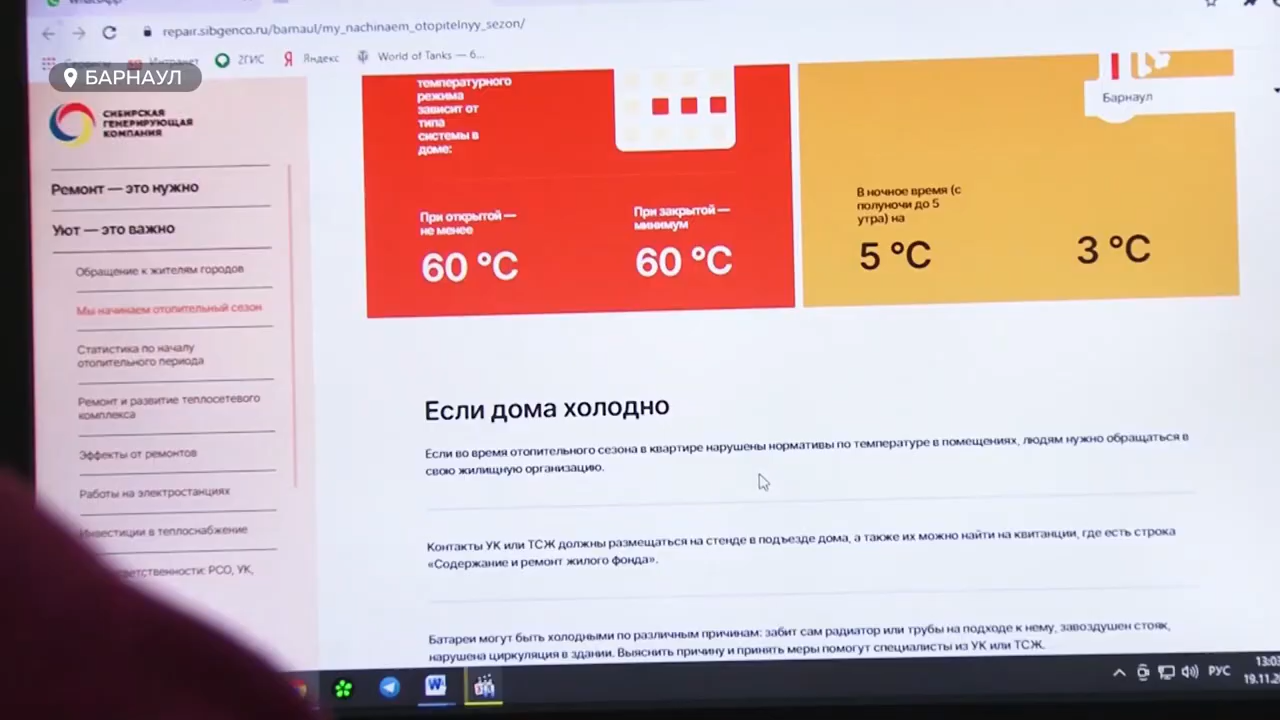 WhatsApp
repair.sibgenco.ru/barnaul/my_nachinaem_otopitelnyy_sezon/
Интранет
2ГИС
Яндекс
World of Tanks — 6...
БАРНАУЛ
СИБИРСКАЯ
ГЕНЕРИРУЮЩАЯ
КОМПАНИЯ
Ремонт — это нужно
Уют — это важно
Обращение к жителям городов
Мы начинаем отопительный сезон
Статистика по началу
отопительного периода
Ремонт и развитие теплосетевого
комплекса
Эффекты от ремонтов
Работы на электростанциях
Инвестиции в теплоснабжение
ответственности: РСО, УК,
температурного
режима
зависит от
типа
системы в
доме:
При открытой —
не менее
60 °C
При закрытой —
минимум
60 °C
Барнаул
В ночное время (с
полуночи до 5
утра) на
5 °C
3 °C
Если дома холодно
Если во время отопительного сезона в квартире нарушены нормативы по температуре в помещениях, людям нужно обращаться в
свою жилищную организацию.
Контакты УК или ТСЖ должны размещаться на стенде в подъезде дома, а также их можно найти на квитанции, где есть строка
«Содержание и ремонт жилого фонда».
Батареи могут быть холодными по различным причинам: забит сам радиатор или трубы на подходе к нему, завоздушен стояк,
нарушена циркуляция в здании. Выяснить причину и принять меры помогут специалисты из УК или ТСЖ.
РУС
13:03
19.11.20